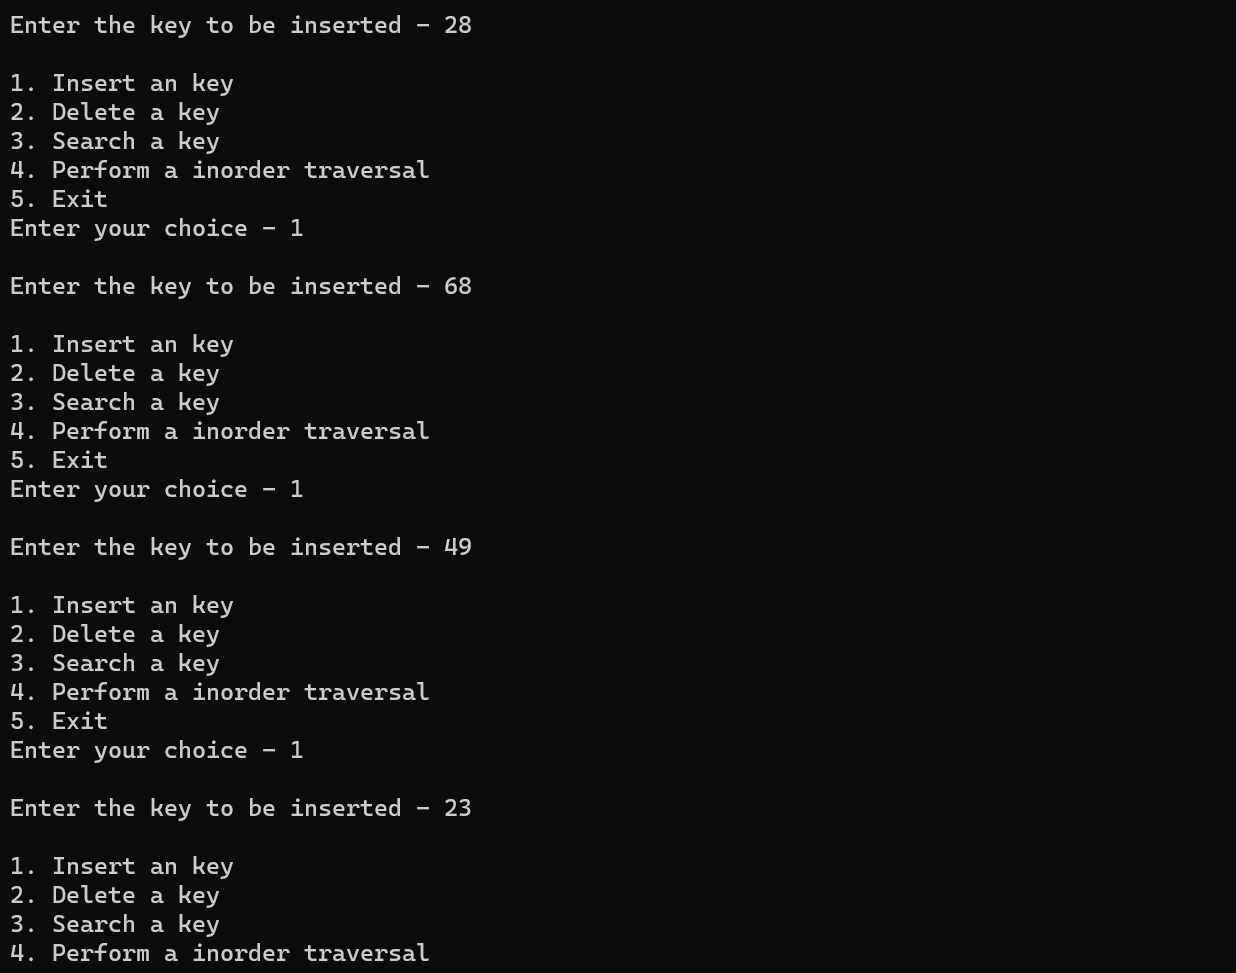 Enter the key to be inserted - 28
1. Insert an key
2. Delete a key
3. Search a key
4. Perform a inorder traversal
5. Exit
Enter your choice - 1
Enter the key to be inserted - 68
1. Insert an key
2. Delete a key
3. Search a key
4. Perform a inorder traversal
5. Exit
Enter your choice - 1
Enter the key to be inserted - 49
1. Insert an key
2. Delete a key
3. Search a key
4. Perform a inorder traversal
5. Exit
Enter your choice - 1
Enter the key to be inserted - 23
1. Insert an key
2. Delete a key
3. Search a key
4. Perform a inorder traversal